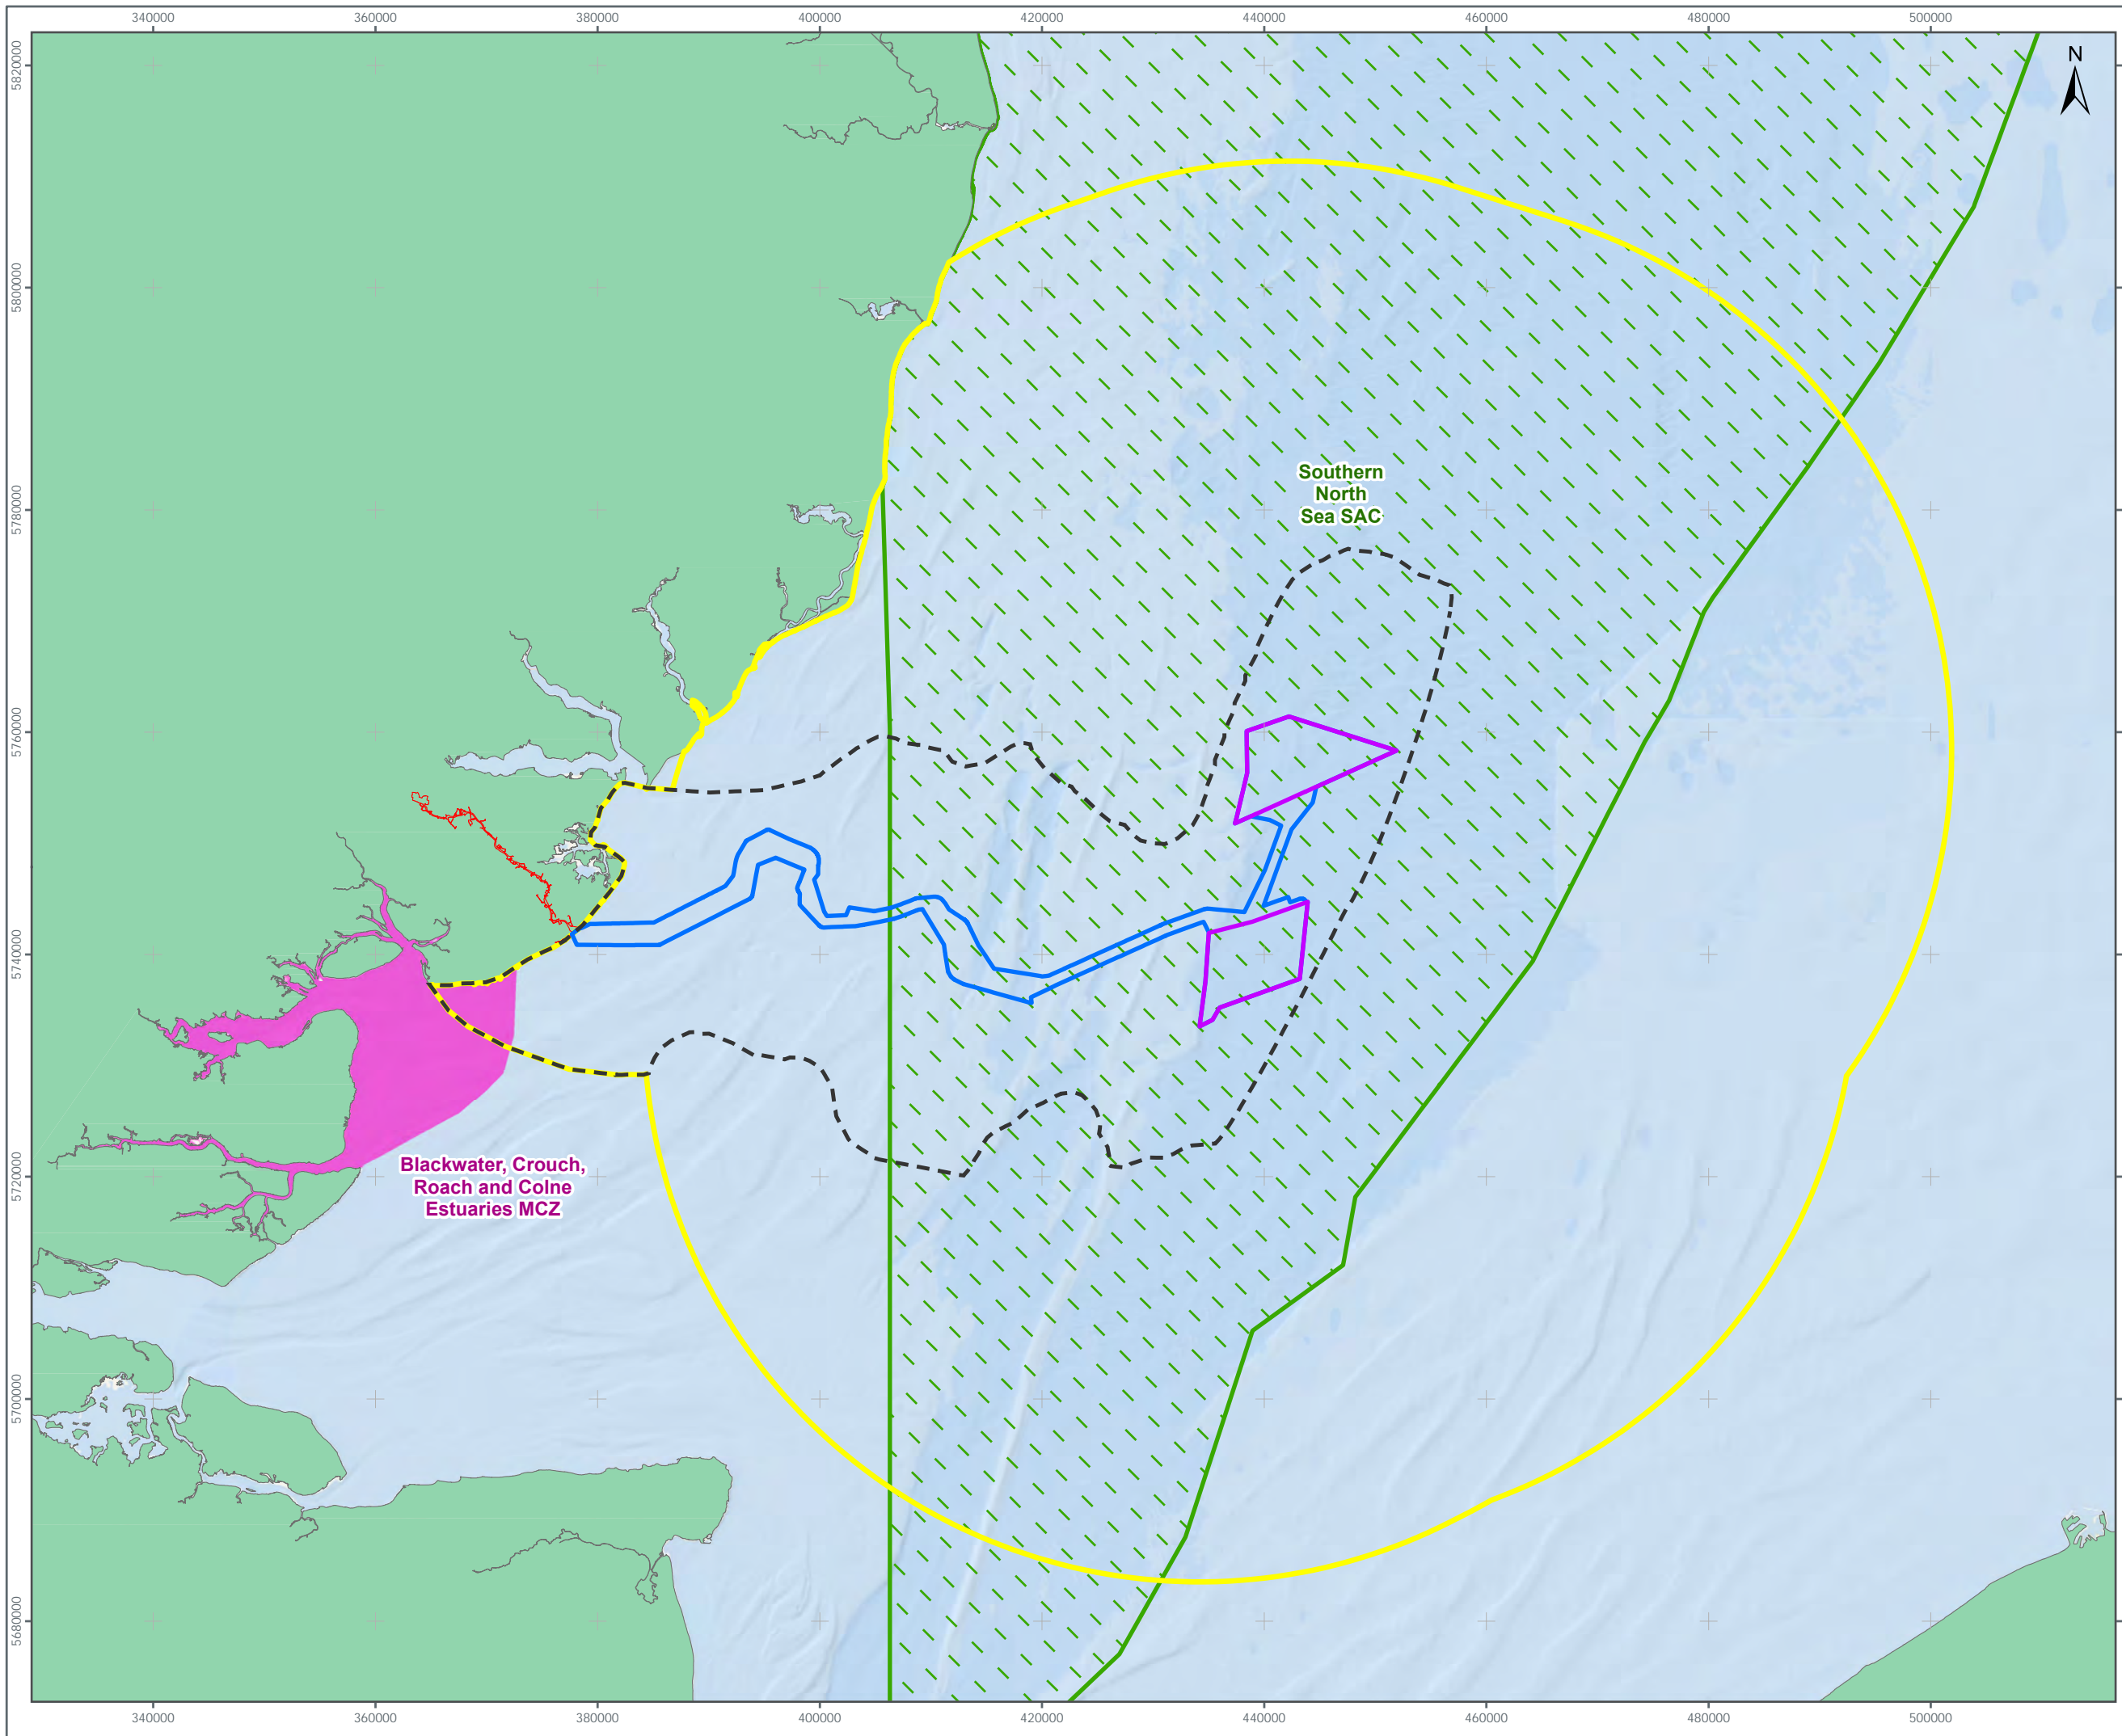 340000 360000 380000 400000 420000 440000 460000 480000 500000
N
5820000
5800000
5780000
5760000
5740000
5720000
5700000
5680000
Southern
North
Sea SAC
Blackwater, Crouch,
Roach and Colne
Estuaries MCZ
340000 360000 380000 400000 420000 440000 460000 480000 500000